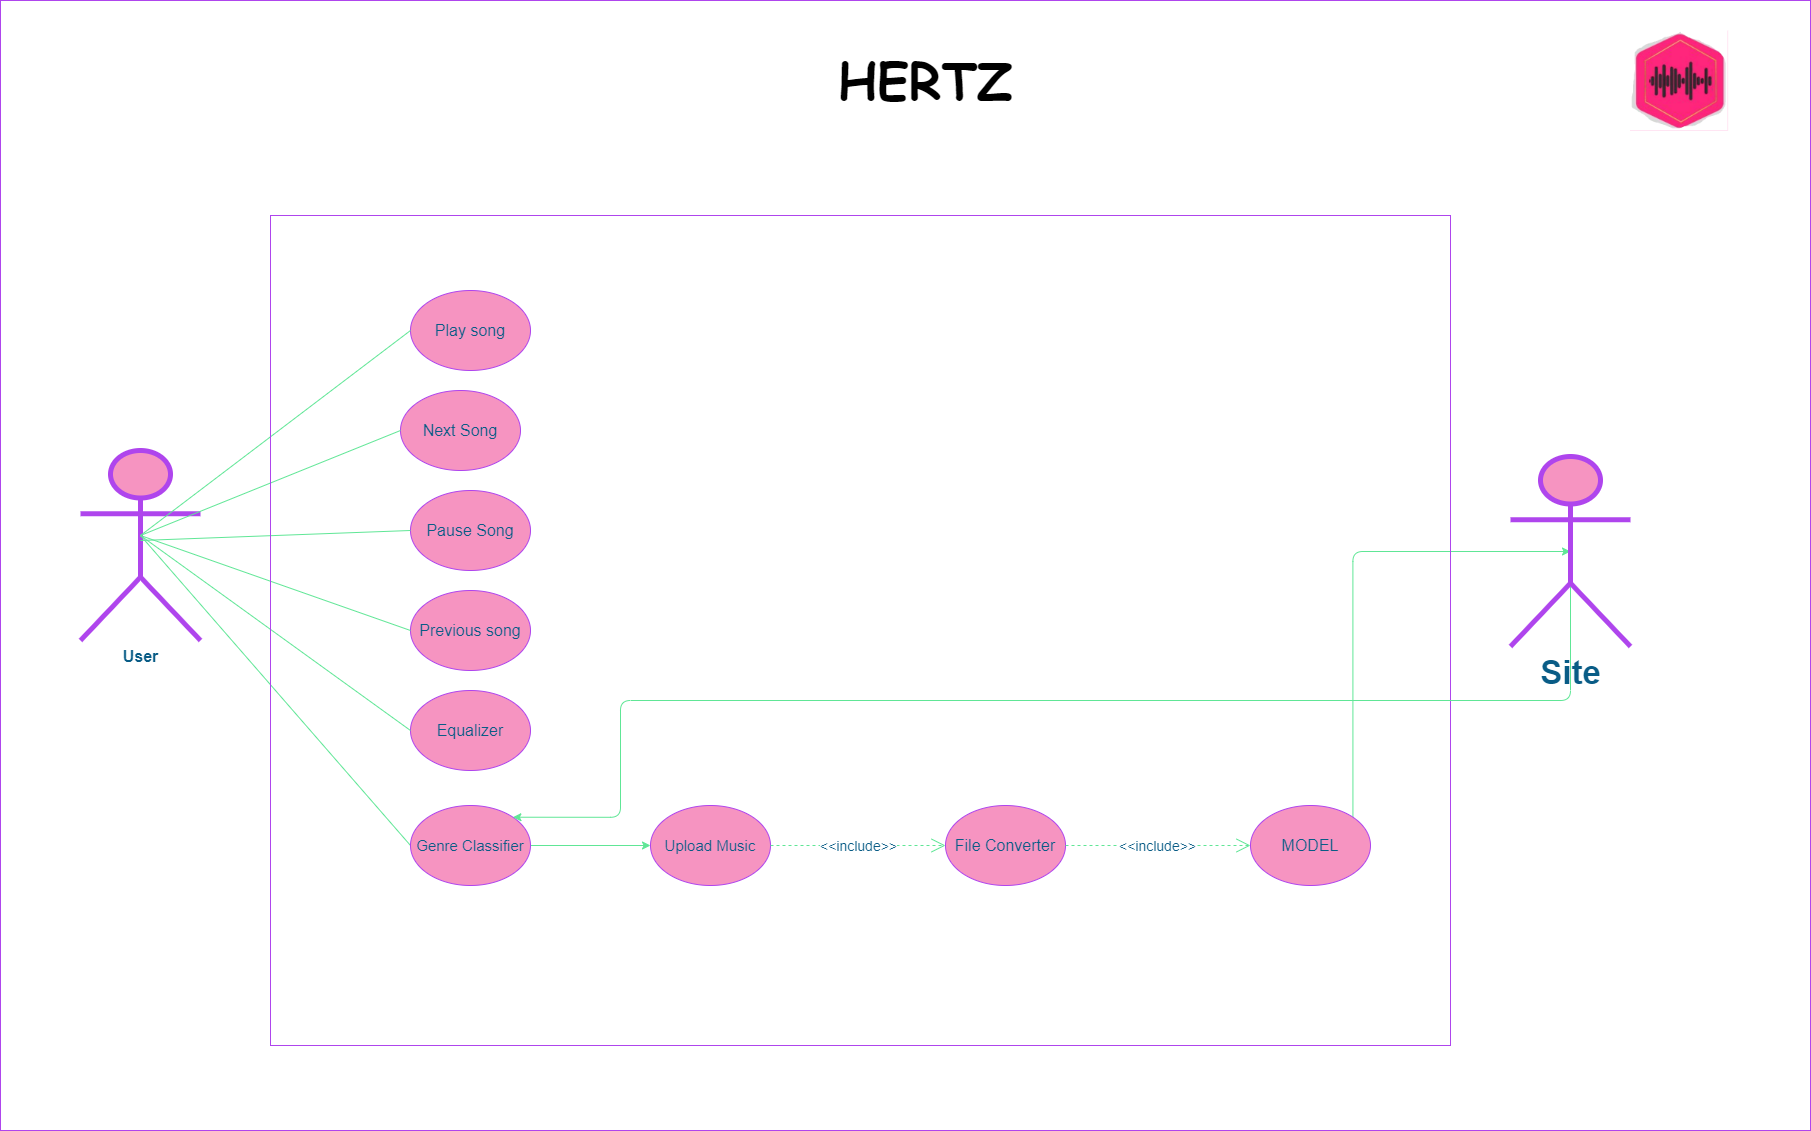 HERTZ
Play song
Next Song
Pause Song
Previous song
User
Site
Equalizer
Genre Classifier
Upload Music
<<include>>
File Converter
<<include>>
MODEL